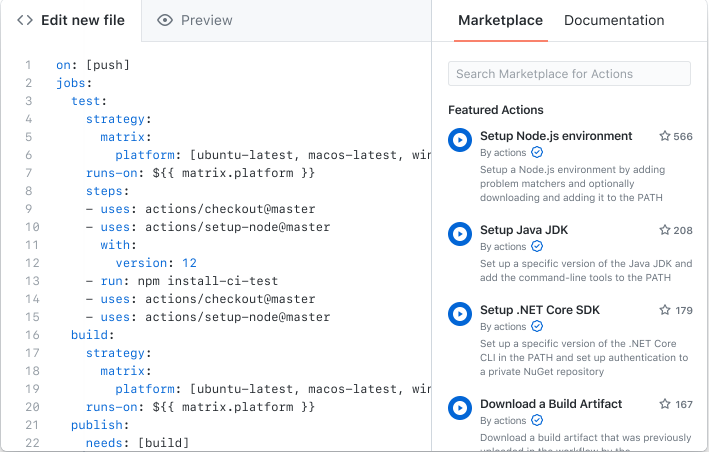 Edit new file
Preview
1 on: [push]
2 jobs:
3 test:
4 strategy:
5 matrix:
6 platform: [ubuntu-latest, macos-latest, win
7 runs-on: ${{ matrix.platform }}
8 steps:
9 - uses: actions/checkout@master
10 - uses: actions/setup-node@master
11 with:
12 version: 12
13 - run: npm install-ci-test
14 - uses: actions/checkout@master
15 - uses: actions/setup-node@master
16 build:
17 strategy:
18 matrix:
19 platform: [ubuntu-latest, macos-latest, win
20 runs-on: ${{ matrix.platform }}
21 publish:
22 needs: [build]
Marketplace
Documentation
Search Marketplace for Actions
Featured Actions
Setup Node.js environment 566
By actions
Setup a Node.js environment by adding
problem matchers and optionally
downloading and adding it to the PATH
Setup Java JDK 208
By actions
Set up a specific version of the Java JDK and
add the command-line tools to the PATH
Setup .NET Core SDK 179
By actions
Set up a specific version of the .NET Core
CLI in the PATH and set up authentication to
a private NuGet repository
Download a Build Artifact 167
By actions
Download a build artifact that was previously
uploaded in the workflow by the